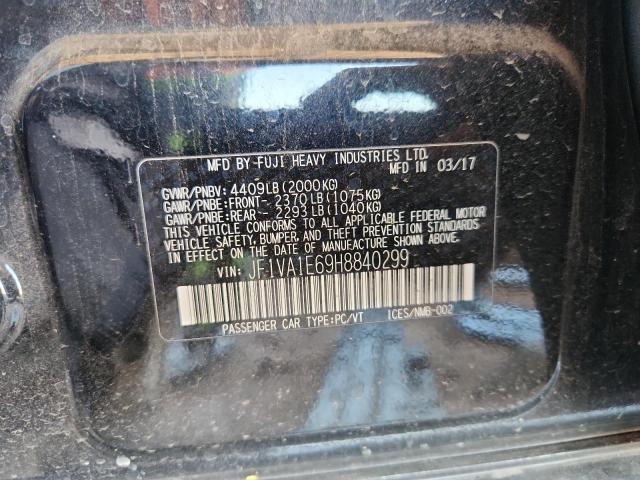 MFD BY-FUJI HEAVY INDUSTRIES LTD.
MFD IN 03/17
GVWR/PNBV: 4409LB(2000KG)
GAWR/PNBE:FRONT- 2370LB(1075KG)
GAWR/PNBE:REAR - 2293LB(1040KG)
THIS VEHICLE CONFORMS TO ALL APPLICABLE FEDERAL MOTOR
VEHICLE SAFETY, BUMPER, AND THEFT PREVENTION STANDARDS
IN EFFECT ON THE DATE OF MANUFACTURE SHOWN ABOVE.
VIN: JF1VA1E69H8840299
PASSENGER CAR TYPE:PC/VT ICES/NMB-002